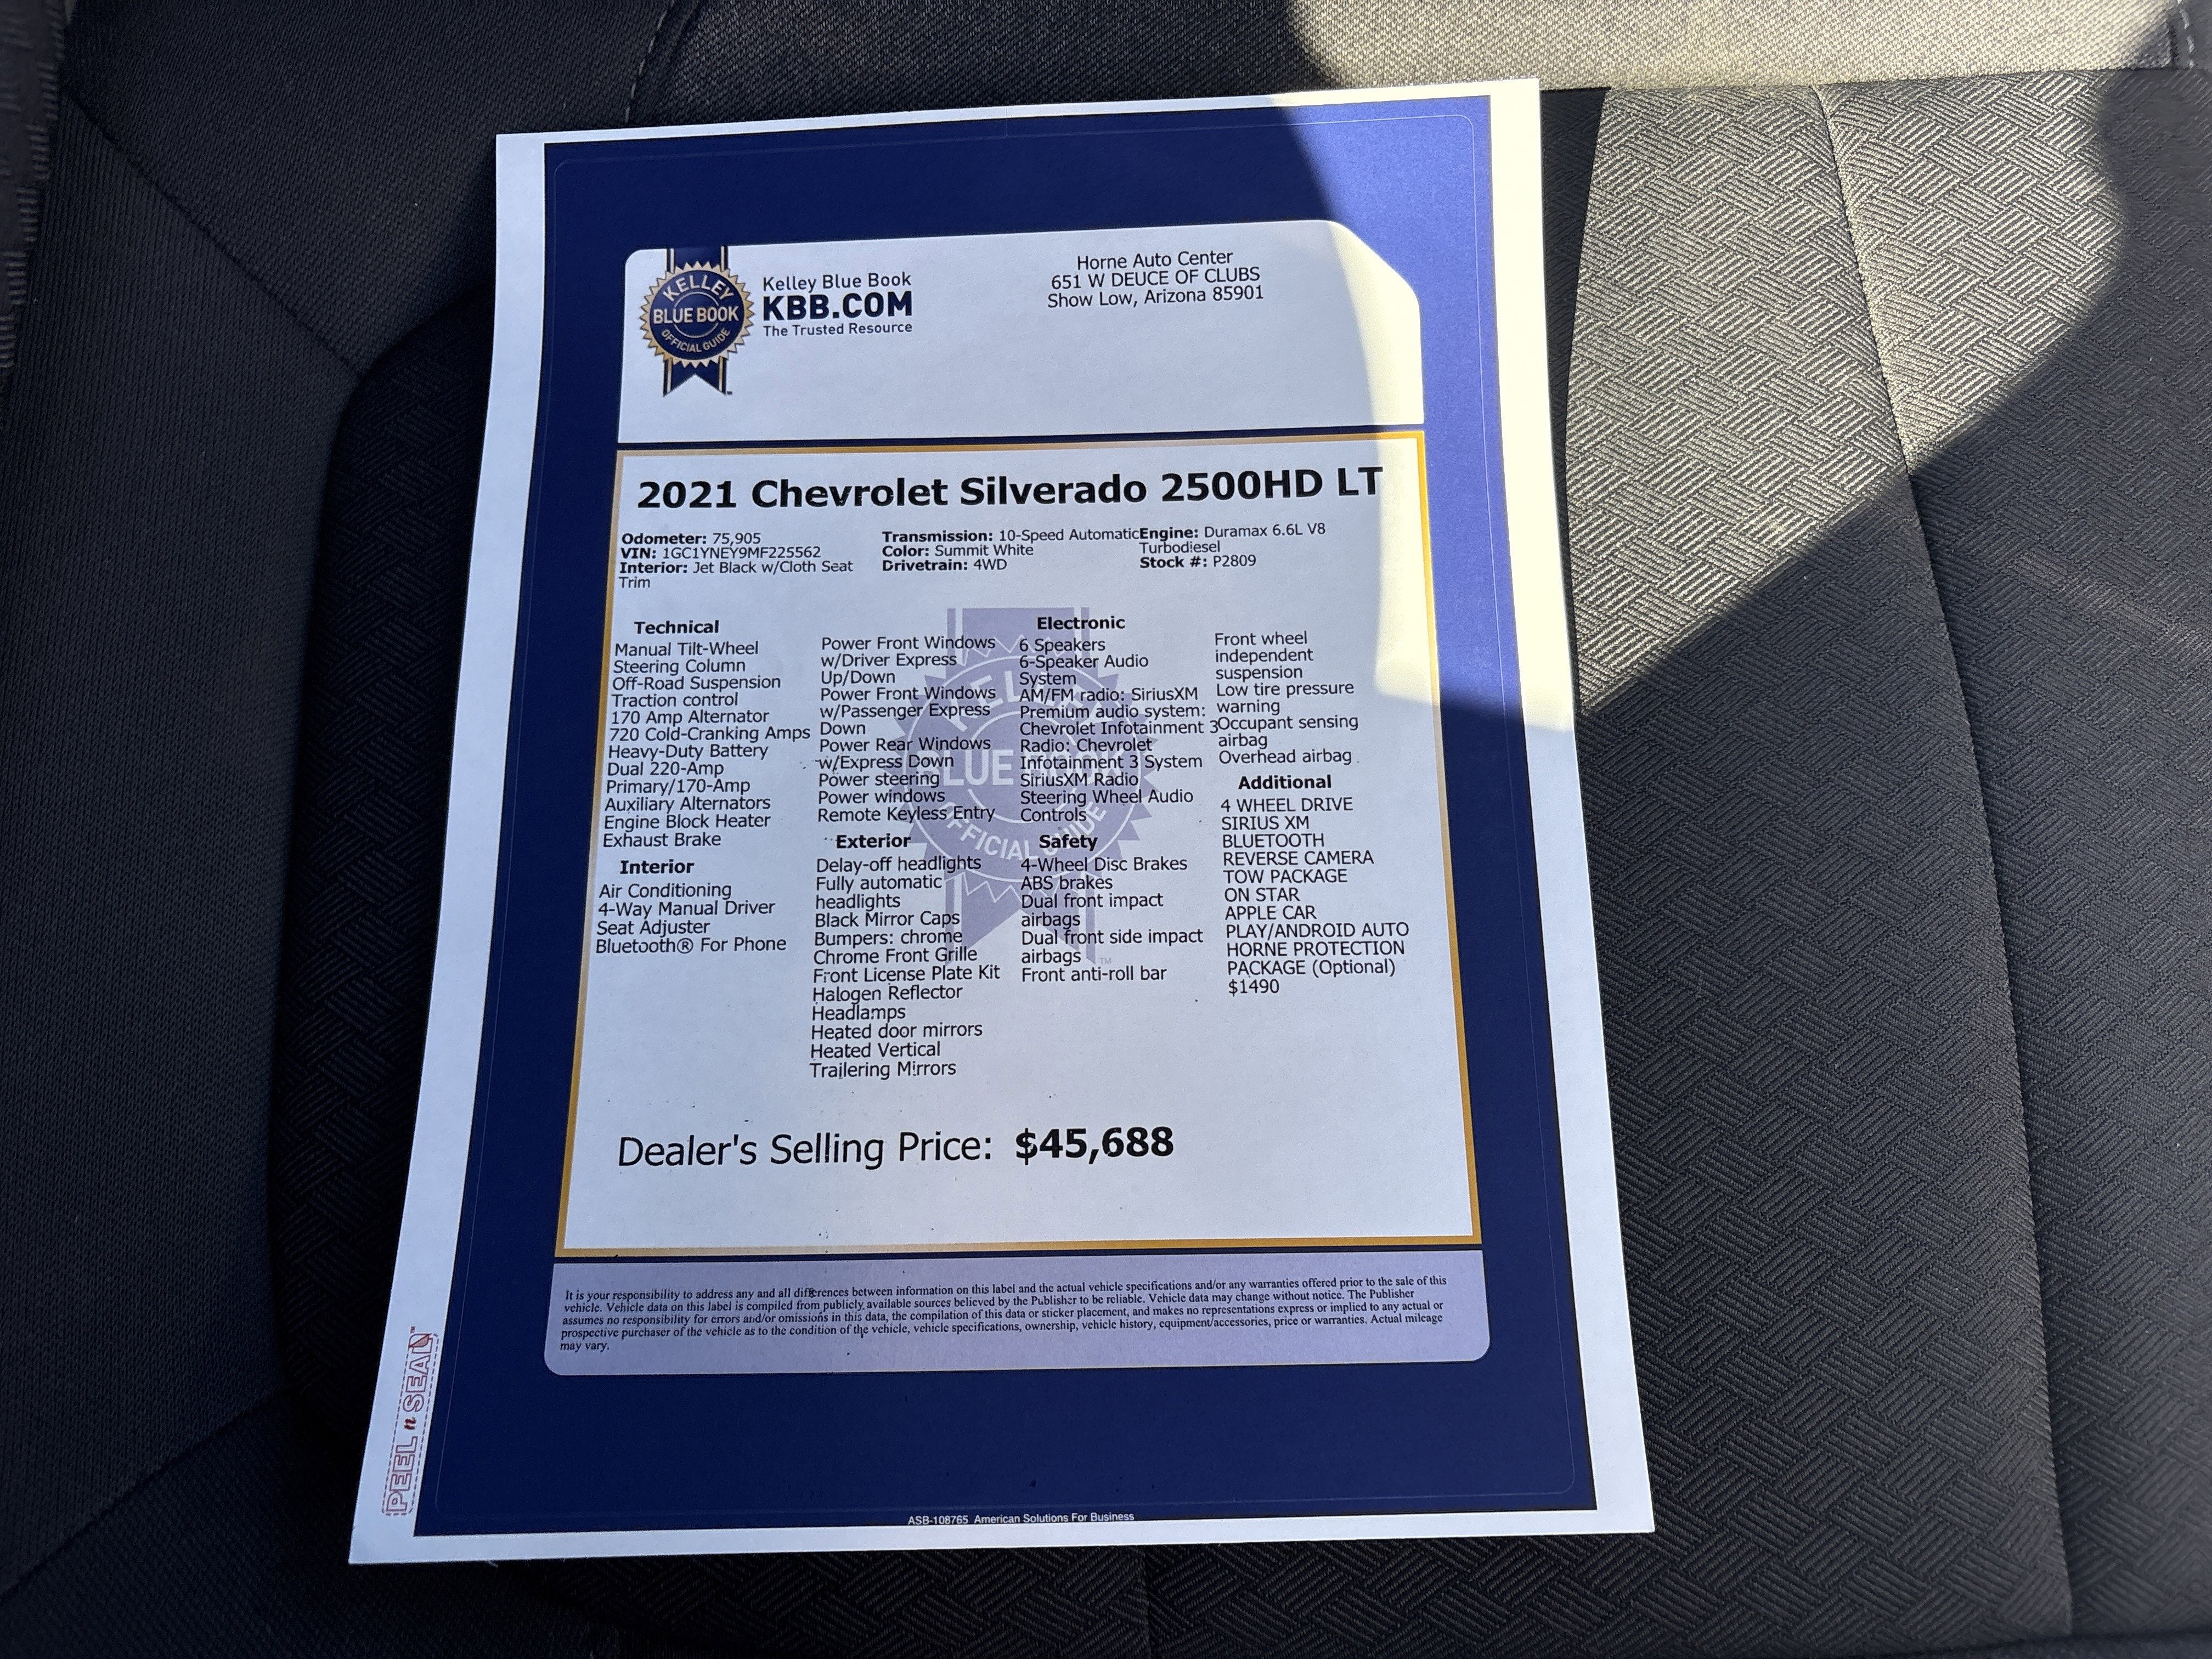 KELLEY
BLUE BOOK
OFFICIAL GUIDE
Kelley Blue Book
KBB.COM
The Trusted Resource
Horne Auto Center
651 W DEUCE OF CLUBS
Show Low, Arizona 85901
2021 Chevrolet Silverado 2500HD LT
Odometer: 75,905
VIN: 1GC1YNEY9MF225562
Interior: Jet Black w/Cloth Seat
Trim
Transmission: 10-Speed Automatic
Color: Summit White
Drivetrain: 4WD
Engine: Duramax 6.6L V8
Turbodiesel
Stock #: P2809
Technical
Manual Tilt-Wheel
Steering Column
Off-Road Suspension
Traction control
170 Amp Alternator
720 Cold-Cranking Amps
Heavy-Duty Battery
Dual 220-Amp
Primary/170-Amp
Auxiliary Alternators
Engine Block Heater
Exhaust Brake
Interior
Air Conditioning
4-Way Manual Driver
Seat Adjuster
Bluetooth® For Phone
Power Front Windows
w/Driver Express
Up/Down
Power Front Windows
w/Passenger Express
Down
Power Rear Windows
w/Express Down
Power steering
Power windows
Remote Keyless Entry
Exterior
Delay-off headlights
Fully automatic
headlights
Black Mirror Caps
Bumpers: chrome
Chrome Front Grille
Front License Plate Kit
Halogen Reflector
Headlamps
Heated door mirrors
Heated Vertical
Trailering Mirrors
Electronic
6 Speakers
6-Speaker Audio
System
AM/FM radio: SiriusXM
Premium audio system:
Chevrolet Infotainment 3
Radio: Chevrolet
Infotainment 3 System
SiriusXM Radio
Steering Wheel Audio
Controls
Safety
4-Wheel Disc Brakes
ABS brakes
Dual front impact
airbags
Dual front side impact
airbags
Front anti-roll bar
Front wheel
independent
suspension
Low tire pressure
warning
Occupant sensing
airbag
Overhead airbag
Additional
4 WHEEL DRIVE
SIRIUS XM
BLUETOOTH
REVERSE CAMERA
TOW PACKAGE
ON STAR
APPLE CAR
PLAY/ANDROID AUTO
HORNE PROTECTION
PACKAGE (Optional)
$1490
KELLEY
BLUE BOOK
OFFICIAL GUIDE
Dealer's Selling Price: $45,688
It is your responsibility to address any and all differences between information on this label and the actual vehicle specifications and/or any warranties offered prior to the sale of this
vehicle. Vehicle data on this label is compiled from publicly available sources believed by the Publisher to be reliable. Vehicle data may change without notice. The Publisher
assumes no responsibility for errors and/or omissions in this data, the compilation of this data or sticker placement, and makes no representations express or implied to any actual or
prospective purchaser of the vehicle as to the condition of the vehicle, vehicle specifications, ownership, vehicle history, equipment/accessories, price or warranties. Actual mileage
may vary.
PEEL n SEAL™
ASB-108765 American Solutions For Business